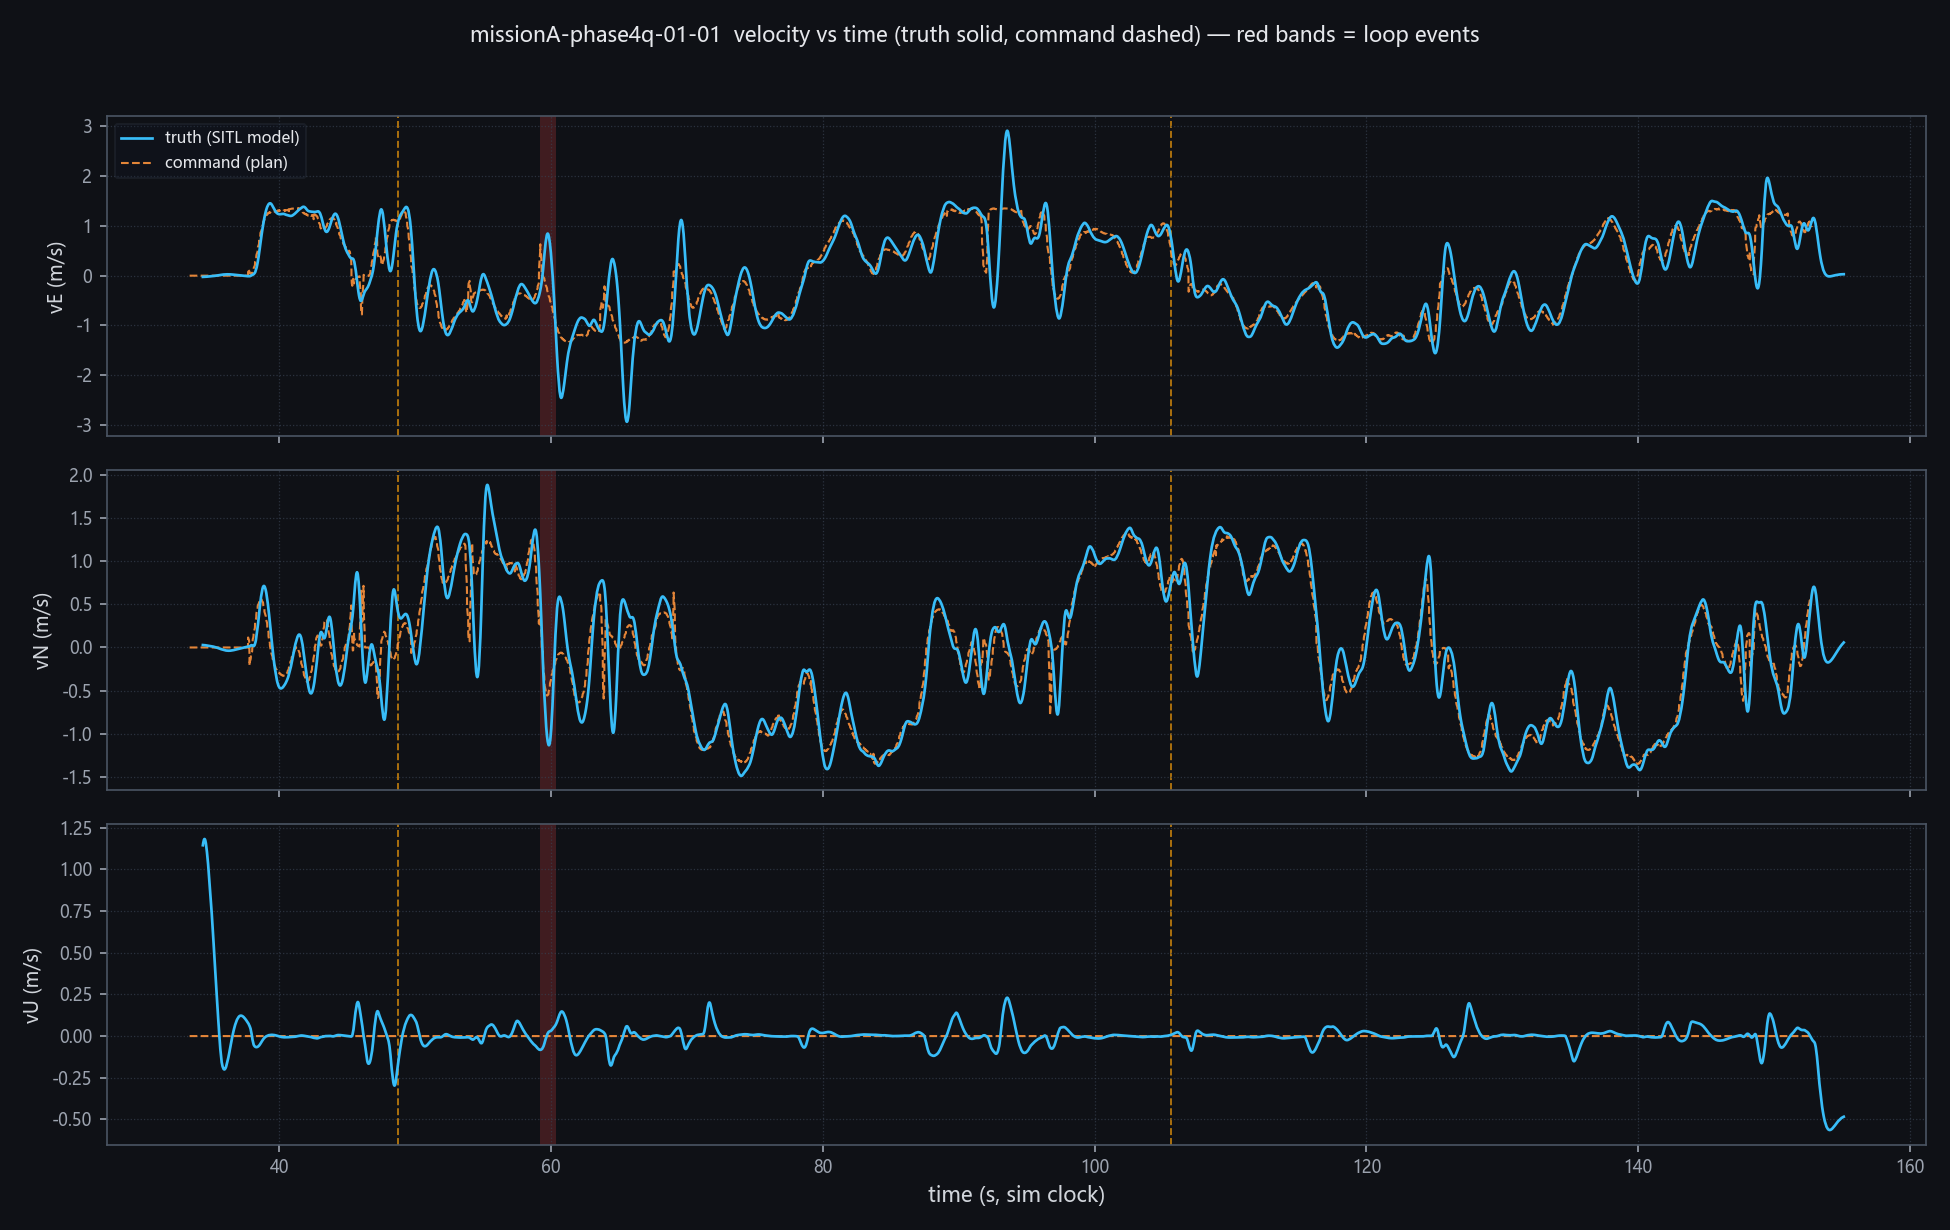 missionA-phase4q-01-01  velocity vs time (truth solid, command dashed) — red bands = loop events
truth (SITL model)
command (plan)
vE (m/s)
3
2
1
0
-1
-2
-3
vN (m/s)
2.0
1.5
1.0
0.5
0.0
-0.5
-1.0
-1.5
vU (m/s)
1.25
1.00
0.75
0.50
0.25
0.00
-0.25
-0.50
40 60 80 100 120 140 160
time (s, sim clock)